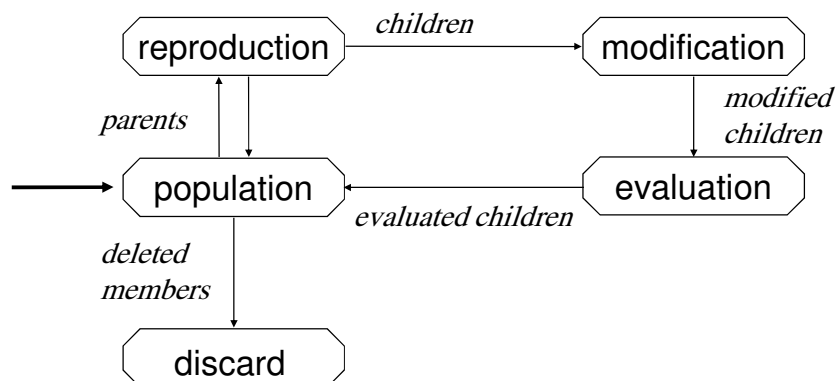 children
reproduction
modification
modified
children
parents
population
evaluation
evaluated children
deleted
members
discard